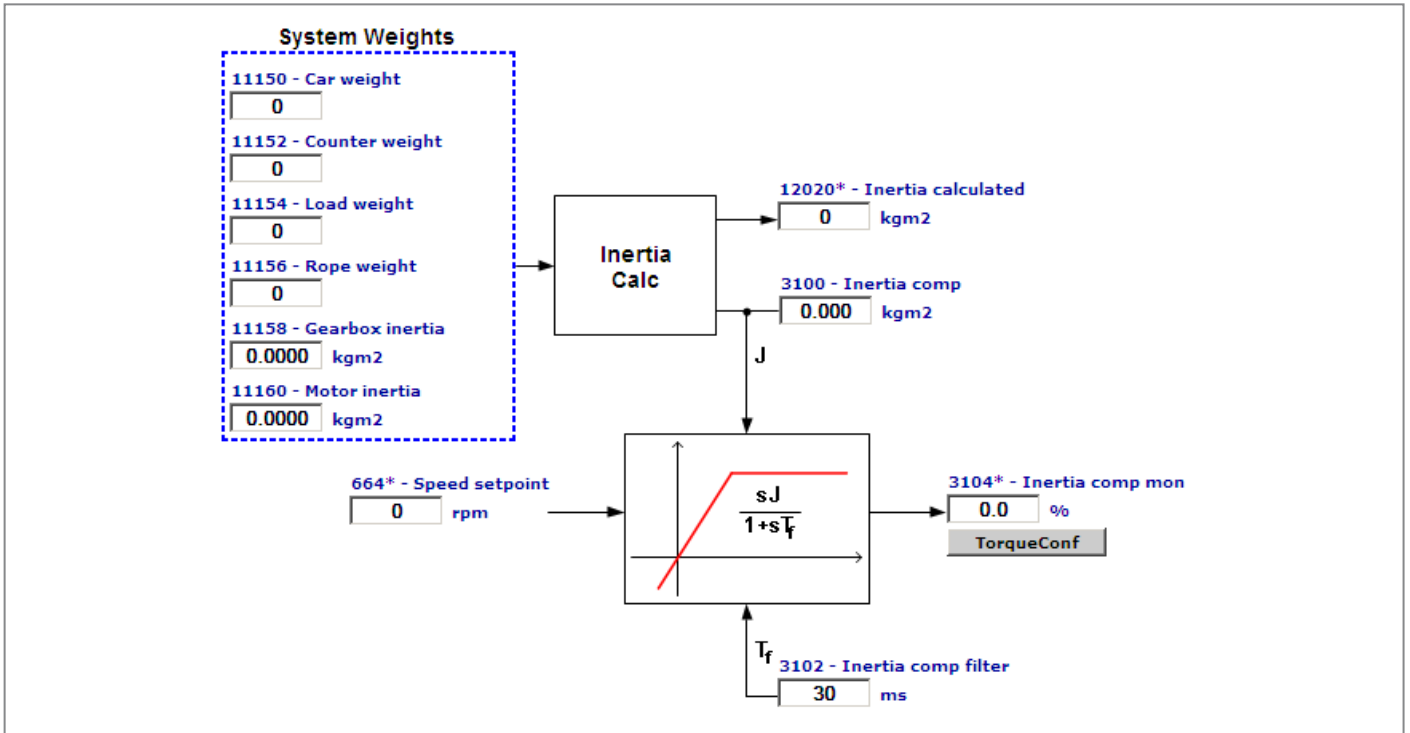 System Weights
11150 - Car weight
0
11152 - Counter weight
0
11154 - Load weight
0
11156 - Rope weight
0
11158 - Gearbox inertia
0.0000 kgm2
11160 - Motor inertia
0.0000 kgm2
Inertia
Calc
12020* - Inertia calculated
0 kgm2
3100 - Inertia comp
0.000 kgm2
J
664* - Speed setpoint
0 rpm
sJ
1+sTf
3104* - Inertia comp mon
0.0 %
TorqueConf
Tf
3102 - Inertia comp filter
30 ms